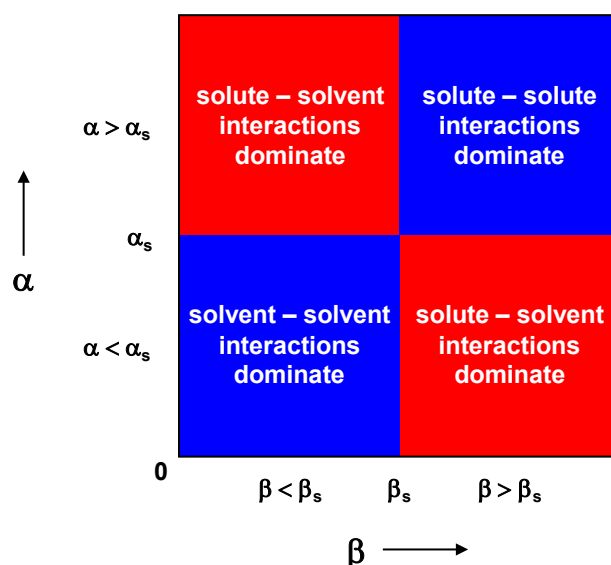 solute – solvent
interactions
dominate
solute – solute
interactions
dominate
α > αs
αs
α
solvent – solvent
interactions
dominate
solute – solvent
interactions
dominate
α < αs
0
β < βs
βs
β > βs
β